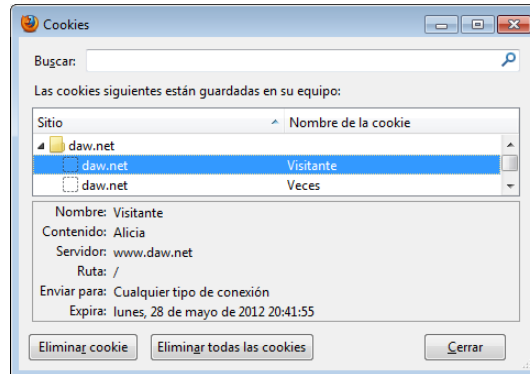 Cookies
Buscar:
Las cookies siguientes están guardadas en su equipo:
Sitio Nombre de la cookie
daw.net
daw.net Visitante
daw.net Veces
Nombre: Visitante
Contenido: Alicia
Servidor: www.daw.net
Ruta: /
Enviar para: Cualquier tipo de conexión
Expira: lunes, 28 de mayo de 2012 20:41:55
Eliminar cookie Eliminar todas las cookies Cerrar